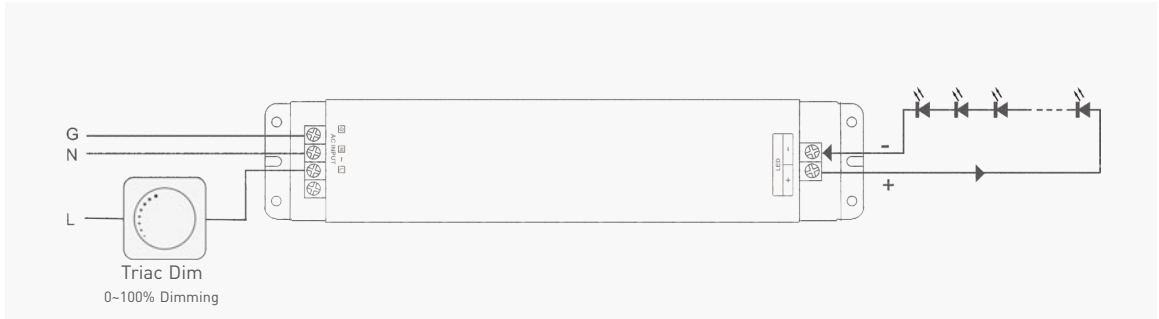 G
N
L
Triac Dim
0~100% Dimming
AC INPUT
G
N
L
LED
-
+
-
+